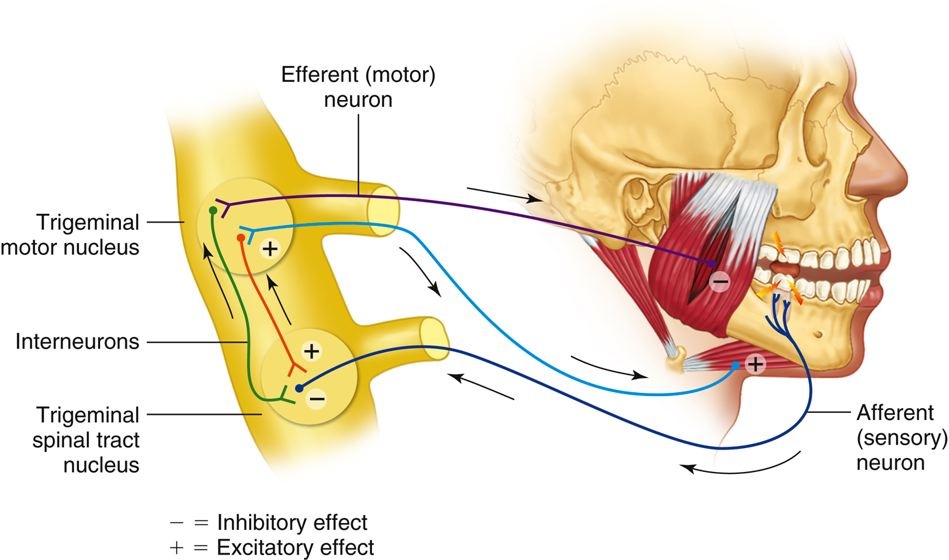 Efferent (motor)
neuron
Trigeminal
motor nucleus
+
−
Interneurons
+
+
−
Trigeminal
spinal tract
nucleus
Afferent
(sensory)
neuron
− = Inhibitory effect
+ = Excitatory effect